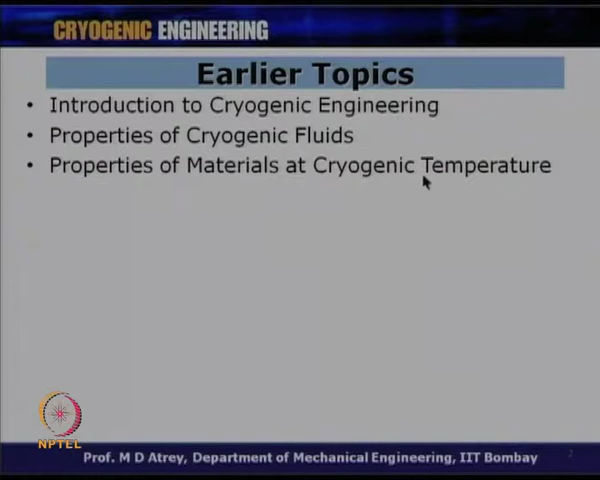 CRYOGENIC ENGINEERING
Earlier Topics
• Introduction to Cryogenic Engineering
• Properties of Cryogenic Fluids
• Properties of Materials at Cryogenic Temperature
NPTEL
Prof. M D Atrey, Department of Mechanical Engineering, IIT Bombay
2